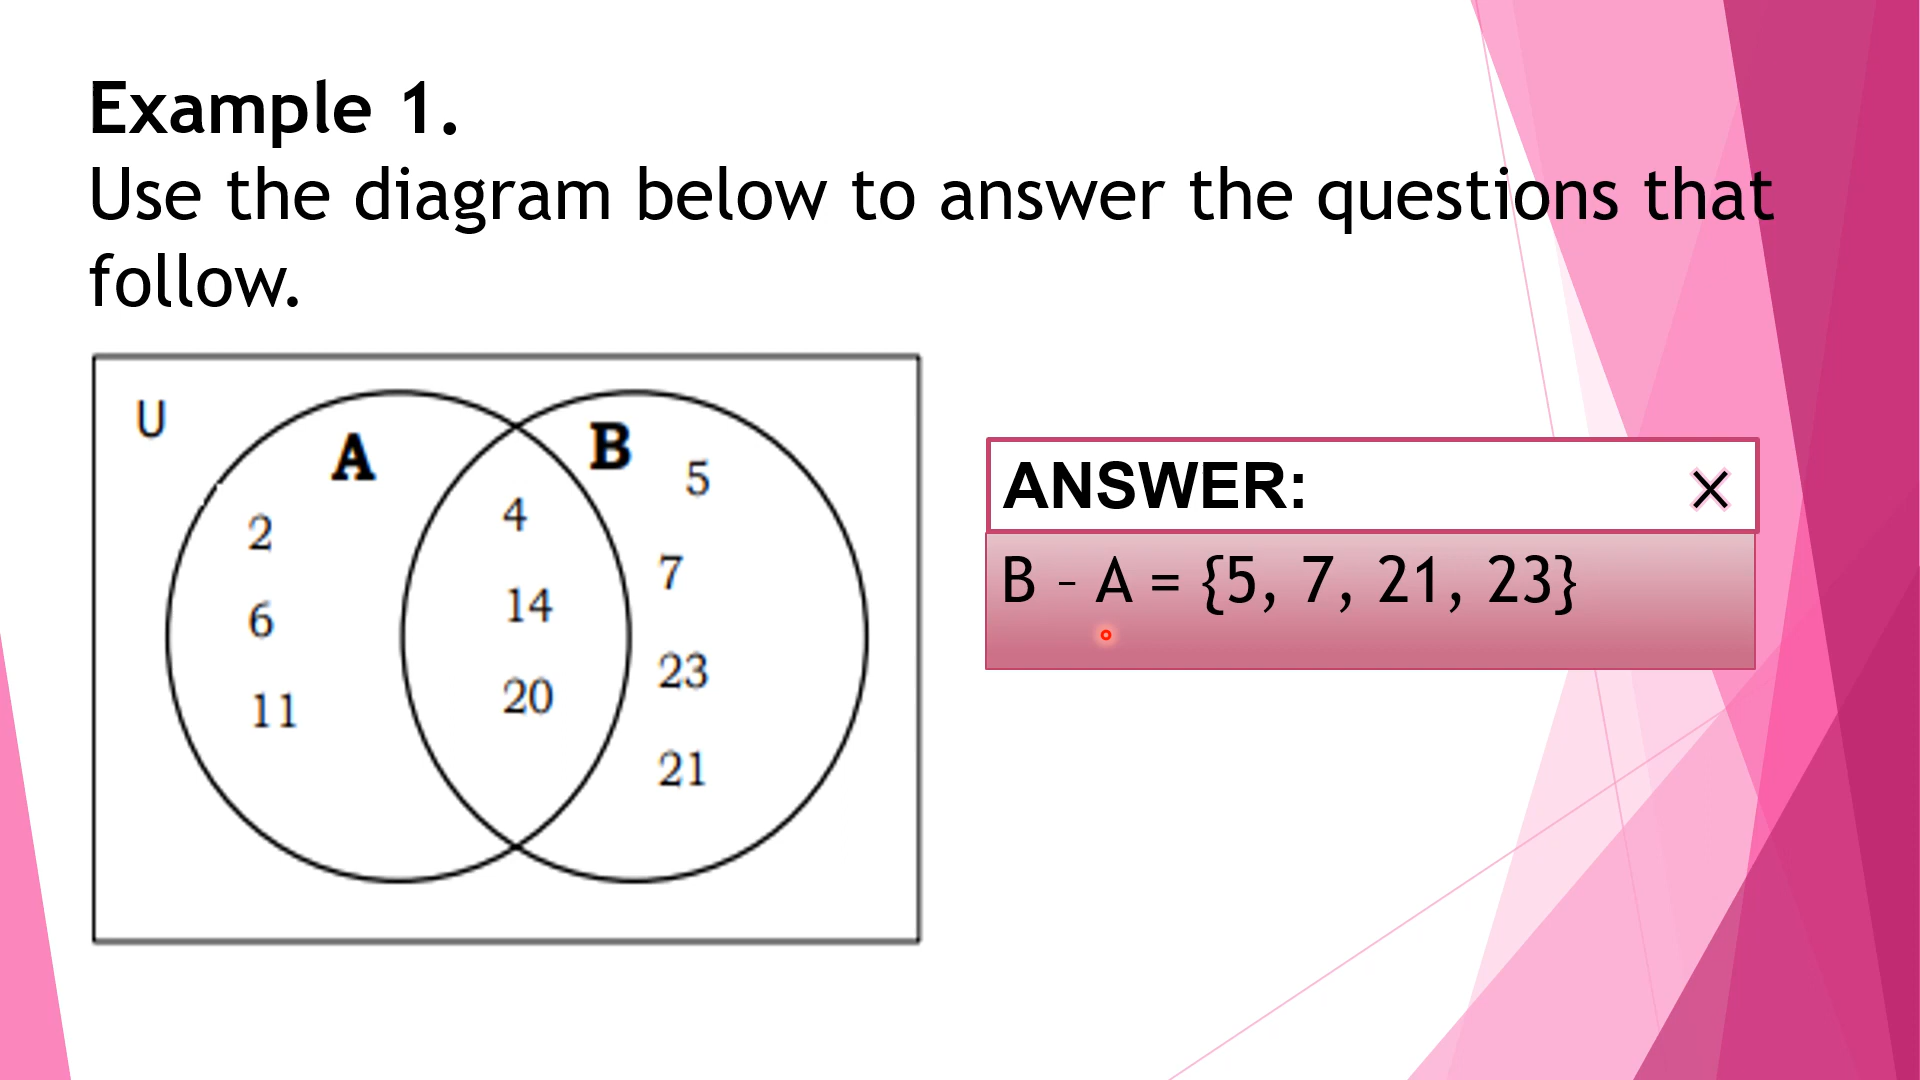 Example 1.
Use the diagram below to answer the questions that
follow.
U
A
B
5
4
2
7
14
6
23
20
11
21
ANSWER:
B – A = {5, 7, 21, 23}